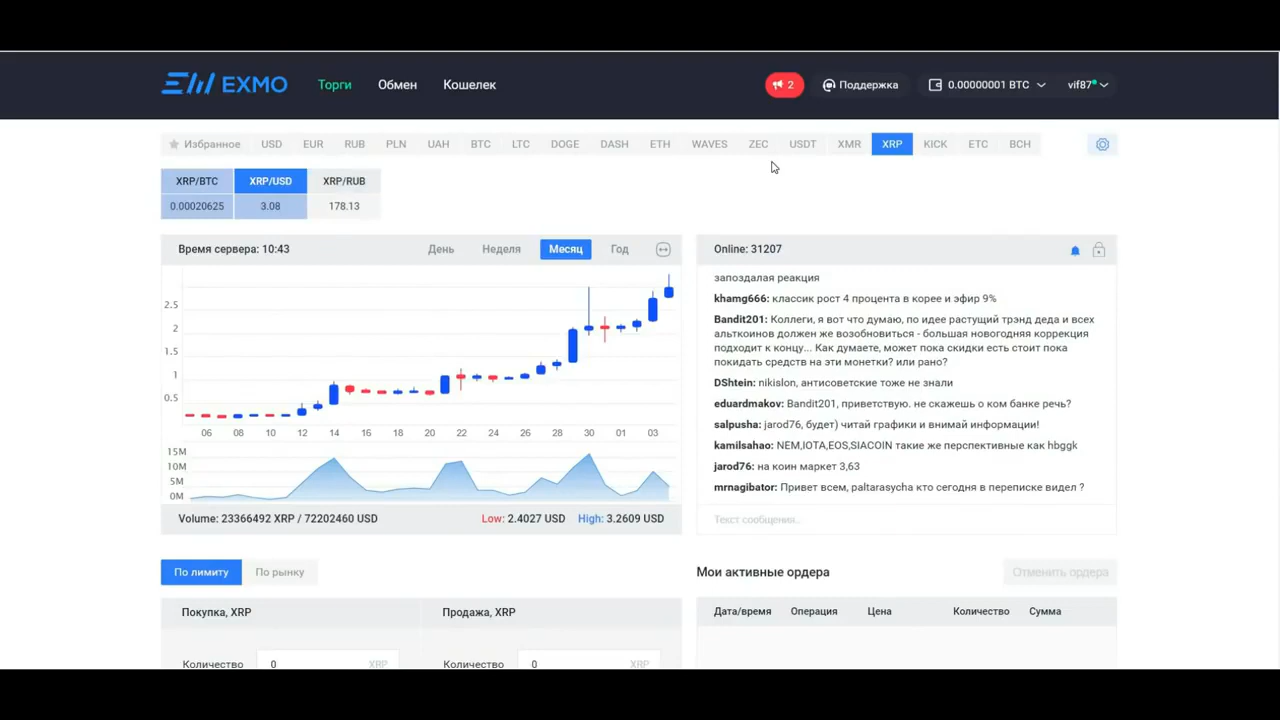 EXMO Торги Обмен Кошелек 2 Поддержка 0.00000001 BTC vif87
Избранное USD EUR RUB PLN UAH BTC LTC DOGE DASH ETH WAVES ZEC USDT XMR XRP KICK ETC BCH
XRP/BTC XRP/USD XRP/RUB
0.00020625 3.08 178.13
Время сервера: 10:43 День Неделя Месяц Год
2.5
2
1.5
1
0.5
06 08 10 12 14 16 18 20 22 24 26 28 30 01 03
15M
10M
5M
0M
Volume: 23366492 XRP / 72202460 USD Low: 2.4027 USD High: 3.2609 USD
Online: 31207
запоздалая реакция
khamg666: классик рост 4 процента в корее и эфир 9%
Bandit201: Коллеги, я вот что думаю, по идее растущий трэнд деда и всех
альткоинов должен же возобновиться - большая новогодняя коррекция
подходит к концу... Как думаете, может пока скидки есть стоит пока
покидать средств на эти монетки? или рано?
DShtein: nikislon, антисоветские тоже не знали
eduardmakov: Bandit201, приветствую. не скажешь о ком банке речь?
salpusha: jarod76, будет) читай графики и внимай информации!
kamilsahao: NEM,IOTA,EOS,SIACOIN такие же перспективные как hbggk
jarod76: на коин маркет 3,63
mrnagibator: Привет всем, paltarasycha кто сегодня в переписке видел ?
Текст сообщения..
По лимиту По рынку
Покупка, XRP Продажа, XRP
Количество 0 XRP Количество 0 XRP
Мои активные ордера Отменить ордера
Дата/время Операция Цена Количество Сумма